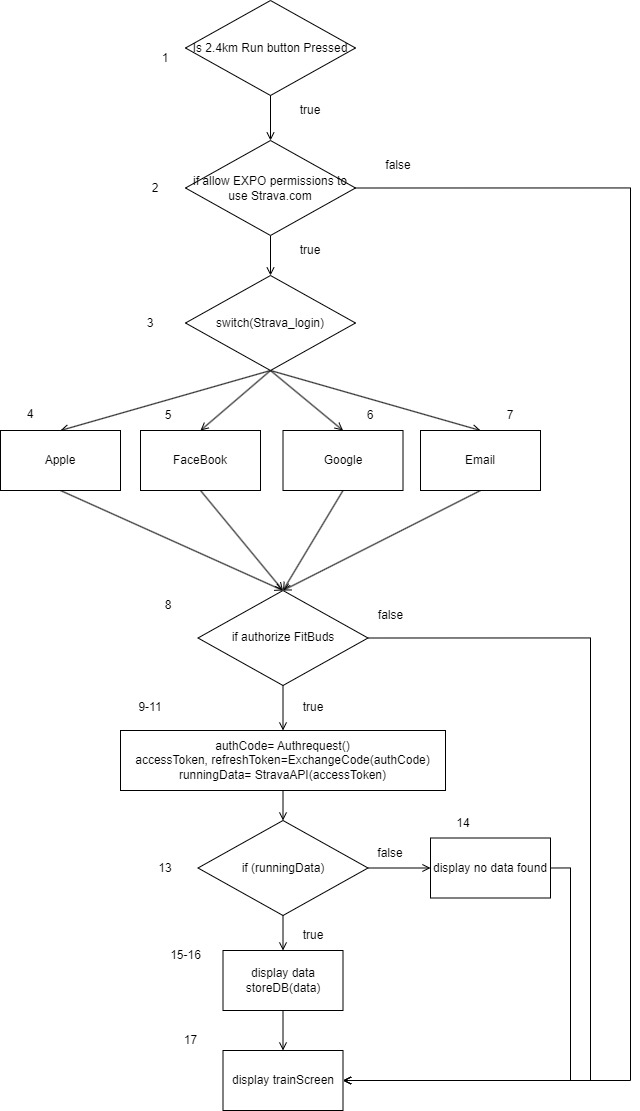 Is 2.4km Run button Pressed
1
true
if allow EXPO permissions to
use Strava.com
2
false
true
switch(Strava_login)
3
4
5
6
7
Apple
FaceBook
Google
Email
8
if authorize FitBuds
false
9-11
true
authCode= Authrequest()
accessToken, refreshToken=ExchangeCode(authCode)
runningData= StravaAPI(accessToken)
14
13
if (runningData)
false
display no data found
true
15-16
display data
storeDB(data)
17
display trainScreen